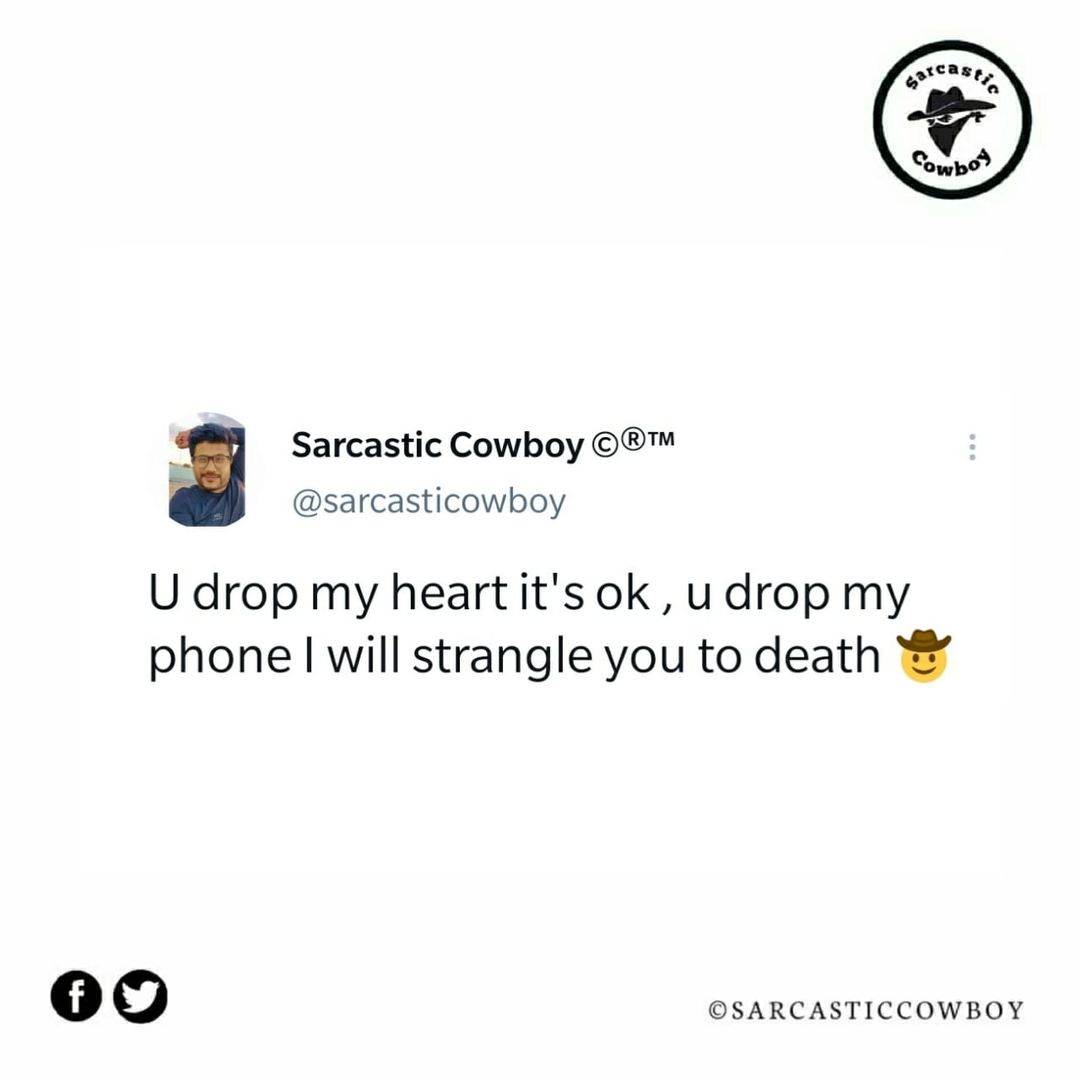 Sarcastic
Cowboy
Sarcastic Cowboy ©®™
@sarcasticowboy
U drop my heart it's ok , u drop my
phone I will strangle you to death 🤠
©SARCASTICCOWBOY